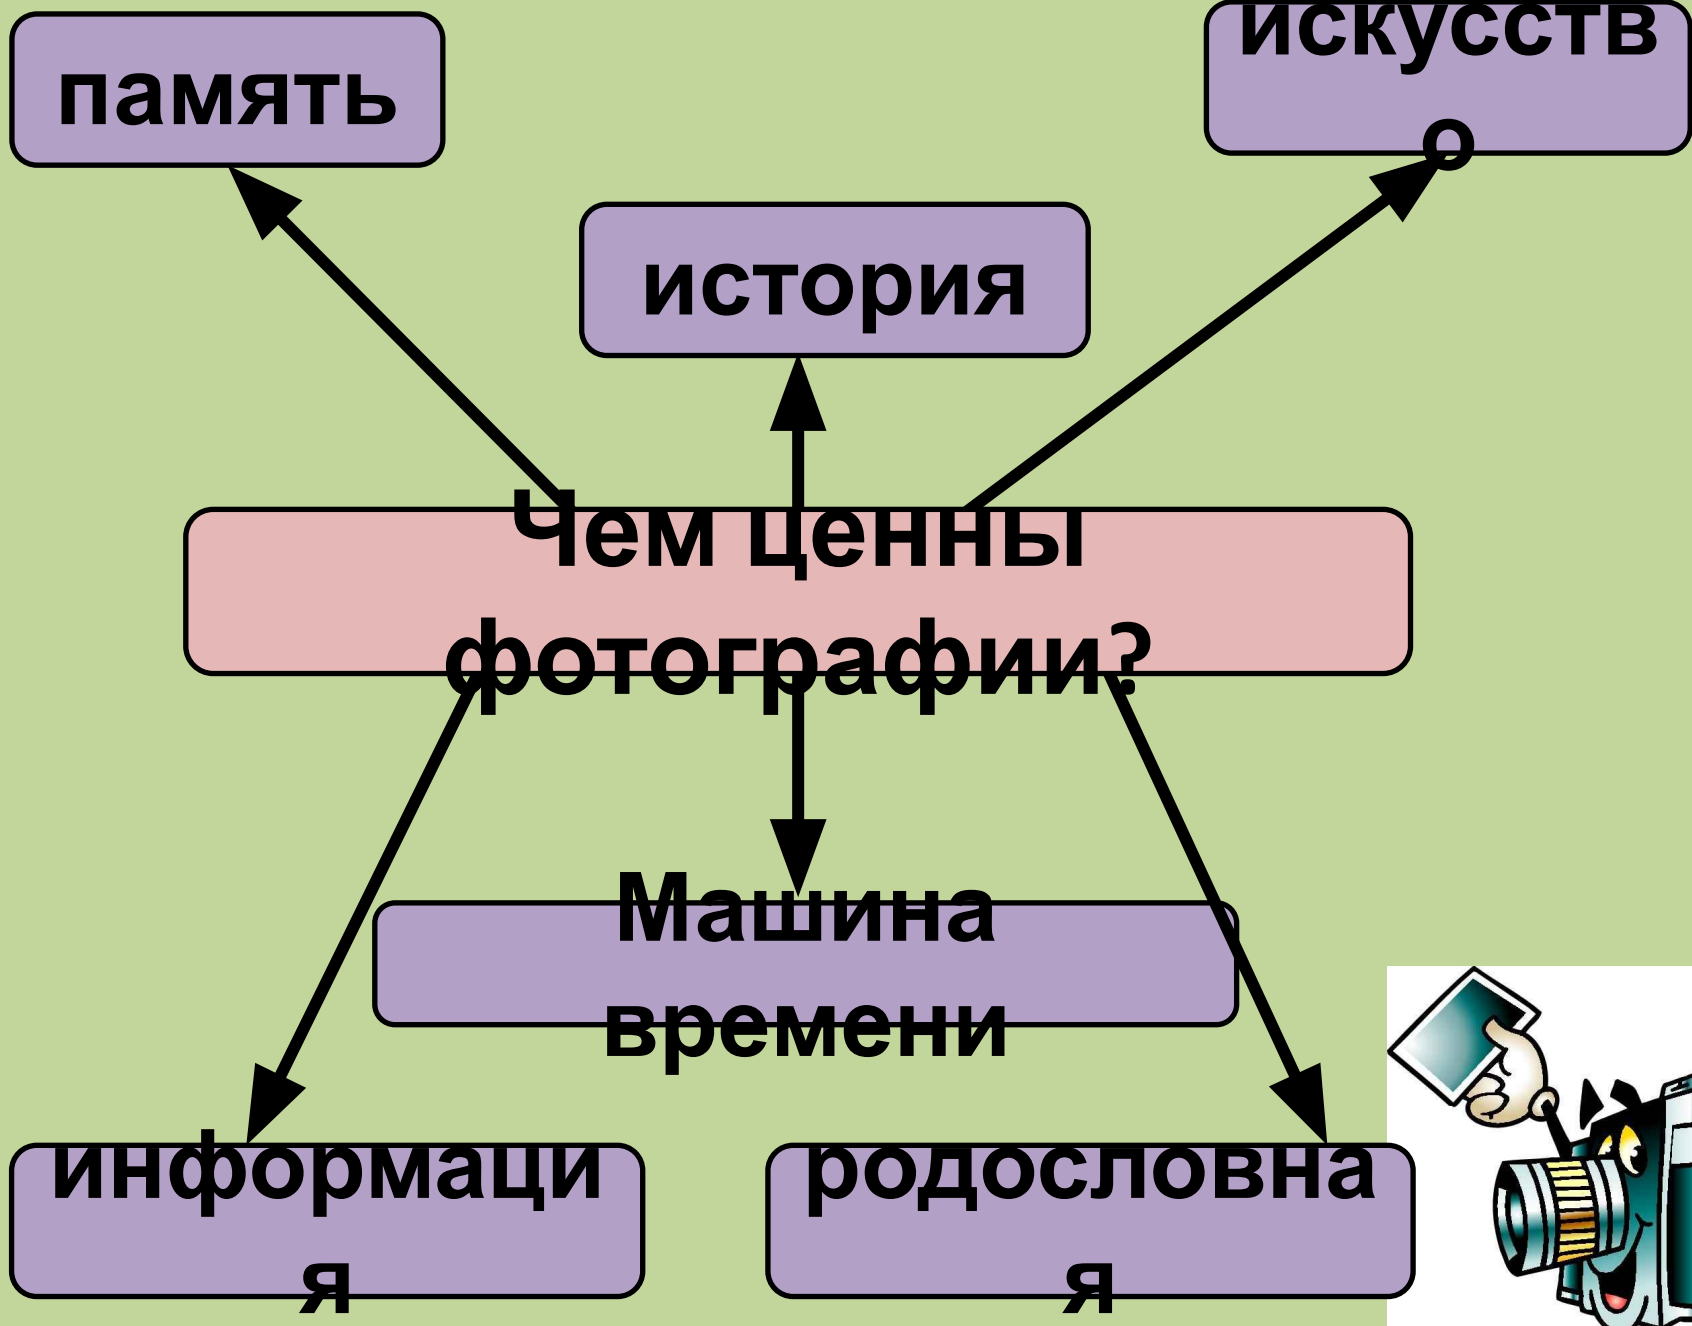 память
искусств
о
история
Чем ценны
фотографии?
Машина
времени
информаци
я
родословна
я